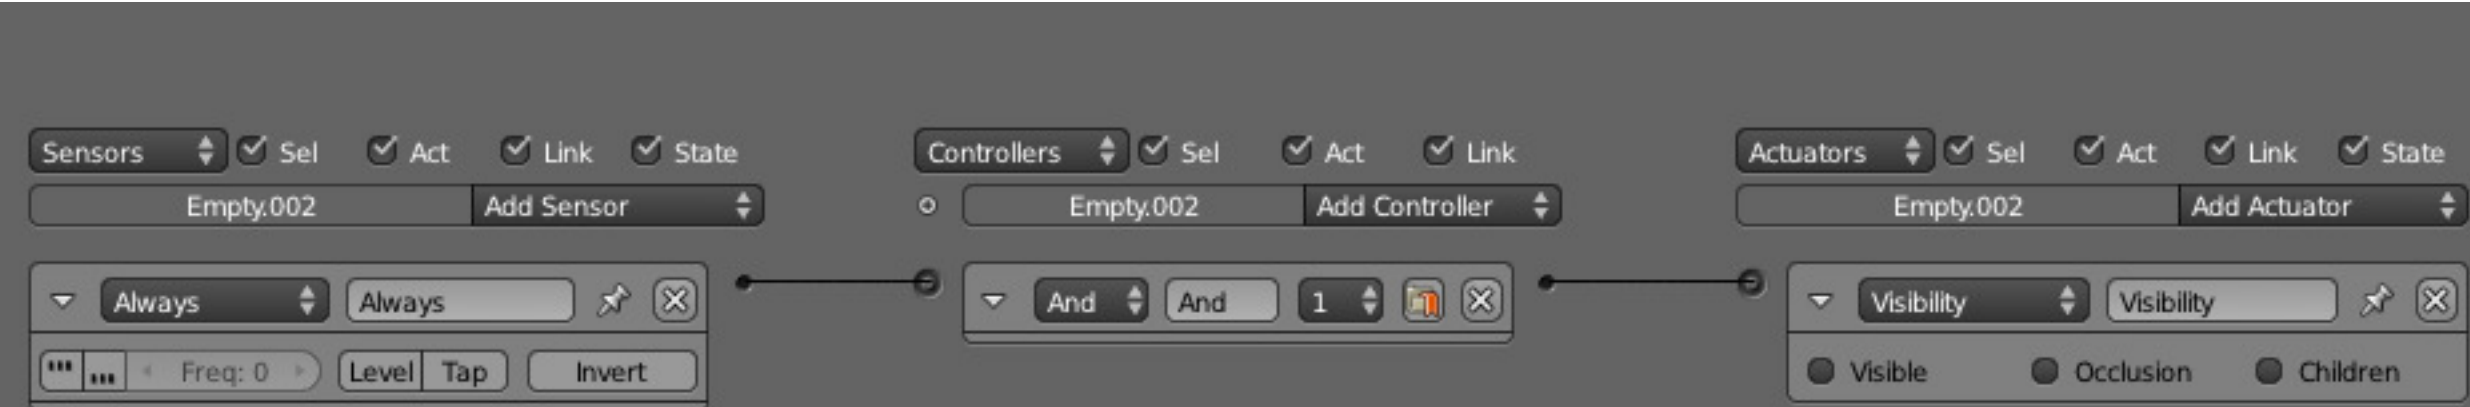 Sensors Sel Act Link State Controllers Sel Act Link Actuators Sel Act Link State
Empty.002 Add Sensor Empty.002 Add Controller Empty.002 Add Actuator
Always Always And And 1 Visibility Visibility
Freq: 0 Level Tap Invert Visible Occlusion Children